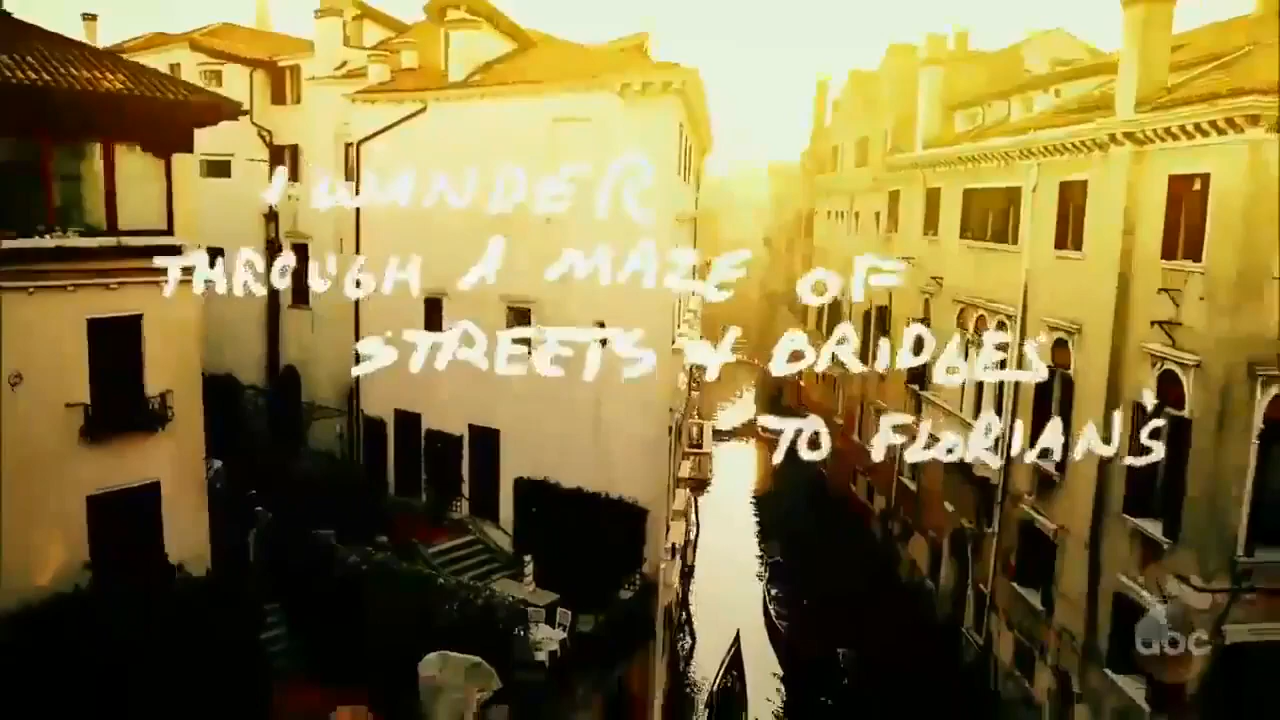 I WANDER
THROUGH A MAZE OF
STREETS & BRIDGES
TO FLORIAN'S
abc